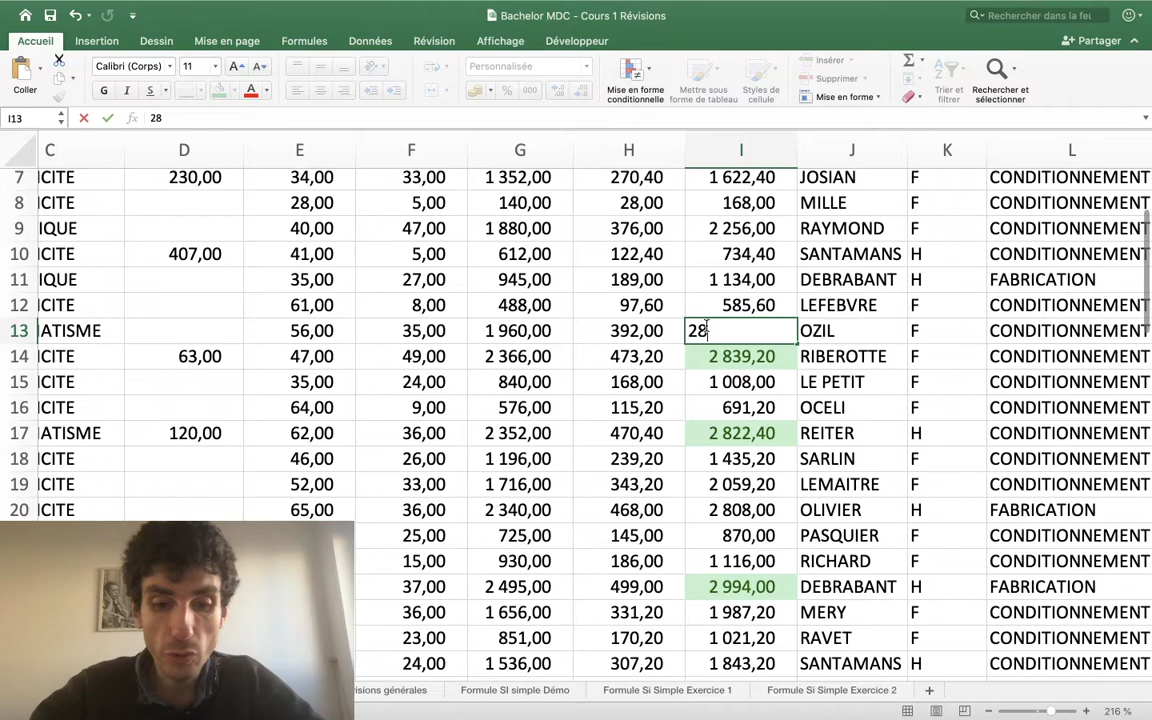 Bachelor MDC - Cours 1 Révisions
Rechercher dans la feu
Accueil Insertion Dessin Mise en page Formules Données Révision Affichage Développeur
Partager
Coller
Calibri (Corps) 11
A A
G I S A
Personnalisée
% 000
Mise en forme conditionnelle
Mettre sous forme de tableau
Styles de cellule
Insérer
Supprimer
Mise en forme
Trier et filtrer
Rechercher et sélectionner
I13 fx 28
C D E F G H I J K L
7 ICITE 230,00 34,00 33,00 1 352,00 270,40 1 622,40 JOSIAN F CONDITIONNEMENT
8 ICITE 28,00 5,00 140,00 28,00 168,00 MILLE F CONDITIONNEMENT
9 IQUE 40,00 47,00 1 880,00 376,00 2 256,00 RAYMOND F CONDITIONNEMENT
10 ICITE 407,00 41,00 5,00 612,00 122,40 734,40 SANTAMANS H CONDITIONNEMENT
11 IQUE 35,00 27,00 945,00 189,00 1 134,00 DEBRABANT H FABRICATION
12 ICITE 61,00 8,00 488,00 97,60 585,60 LEFEBVRE F CONDITIONNEMENT
13 ATISME 56,00 35,00 1 960,00 392,00 28 OZIL F CONDITIONNEMENT
14 ICITE 63,00 47,00 49,00 2 366,00 473,20 2 839,20 RIBEROTTE F CONDITIONNEMENT
15 ICITE 35,00 24,00 840,00 168,00 1 008,00 LE PETIT F CONDITIONNEMENT
16 ICITE 64,00 9,00 576,00 115,20 691,20 OCELI F CONDITIONNEMENT
17 ATISME 120,00 62,00 36,00 2 352,00 470,40 2 822,40 REITER H CONDITIONNEMENT
18 ICITE 46,00 26,00 1 196,00 239,20 1 435,20 SARLIN F CONDITIONNEMENT
19 ICITE 52,00 33,00 1 716,00 343,20 2 059,20 LEMAITRE F CONDITIONNEMENT
20 ICITE 65,00 36,00 2 340,00 468,00 2 808,00 OLIVIER H FABRICATION
25,00 725,00 145,00 870,00 PASQUIER F CONDITIONNEMENT
15,00 930,00 186,00 1 116,00 RICHARD F CONDITIONNEMENT
37,00 2 495,00 499,00 2 994,00 DEBRABANT H FABRICATION
36,00 1 656,00 331,20 1 987,20 MERY F CONDITIONNEMENT
23,00 851,00 170,20 1 021,20 RAVET F CONDITIONNEMENT
24,00 1 536,00 307,20 1 843,20 SANTAMANS H CONDITIONNEMENT
visions générales Formule SI simple Démo Formule Si Simple Exercice 1 Formule Si Simple Exercice 2
216 %